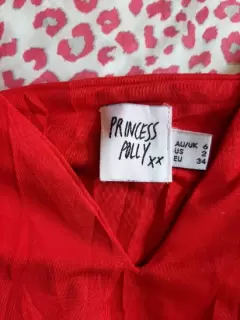 PRINCESS
POLLY xx
AU/UK 6
US 2
EU 34